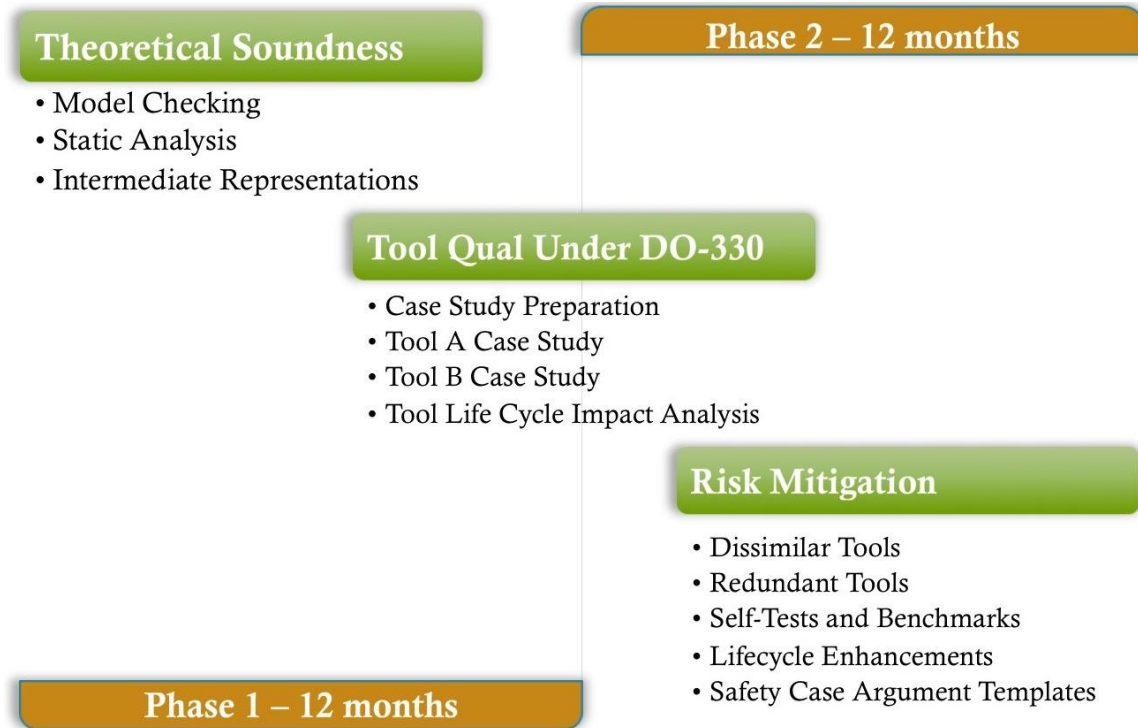 Theoretical Soundness
• Model Checking
• Static Analysis
• Intermediate Representations
Phase 2 – 12 months
Tool Qual Under DO-330
• Case Study Preparation
• Tool A Case Study
• Tool B Case Study
• Tool Life Cycle Impact Analysis
Risk Mitigation
• Dissimilar Tools
• Redundant Tools
• Self-Tests and Benchmarks
• Lifecycle Enhancements
• Safety Case Argument Templates
Phase 1 – 12 months